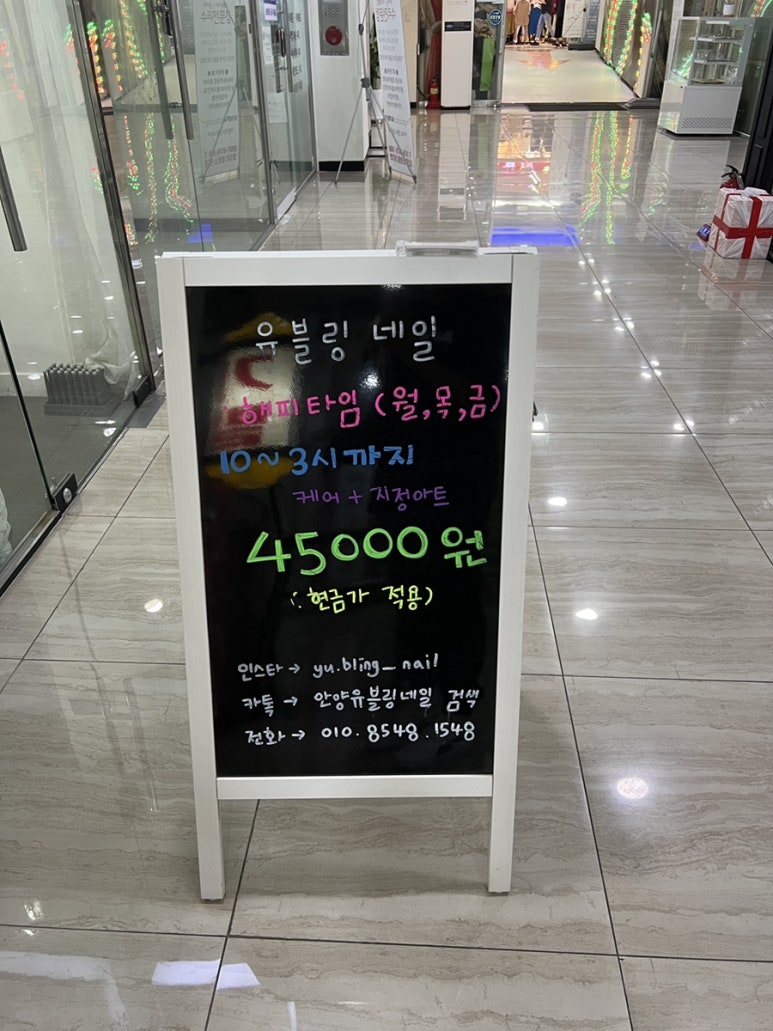 유블링 네일
해피타임 (월,목,금)
10~3시까지
케어 + 지정아트
45000원
(현금가 적용)
인스타→ yu.bling_nail
카톡 → 안양유블링네일 검색
전화→ 010.8548.1548